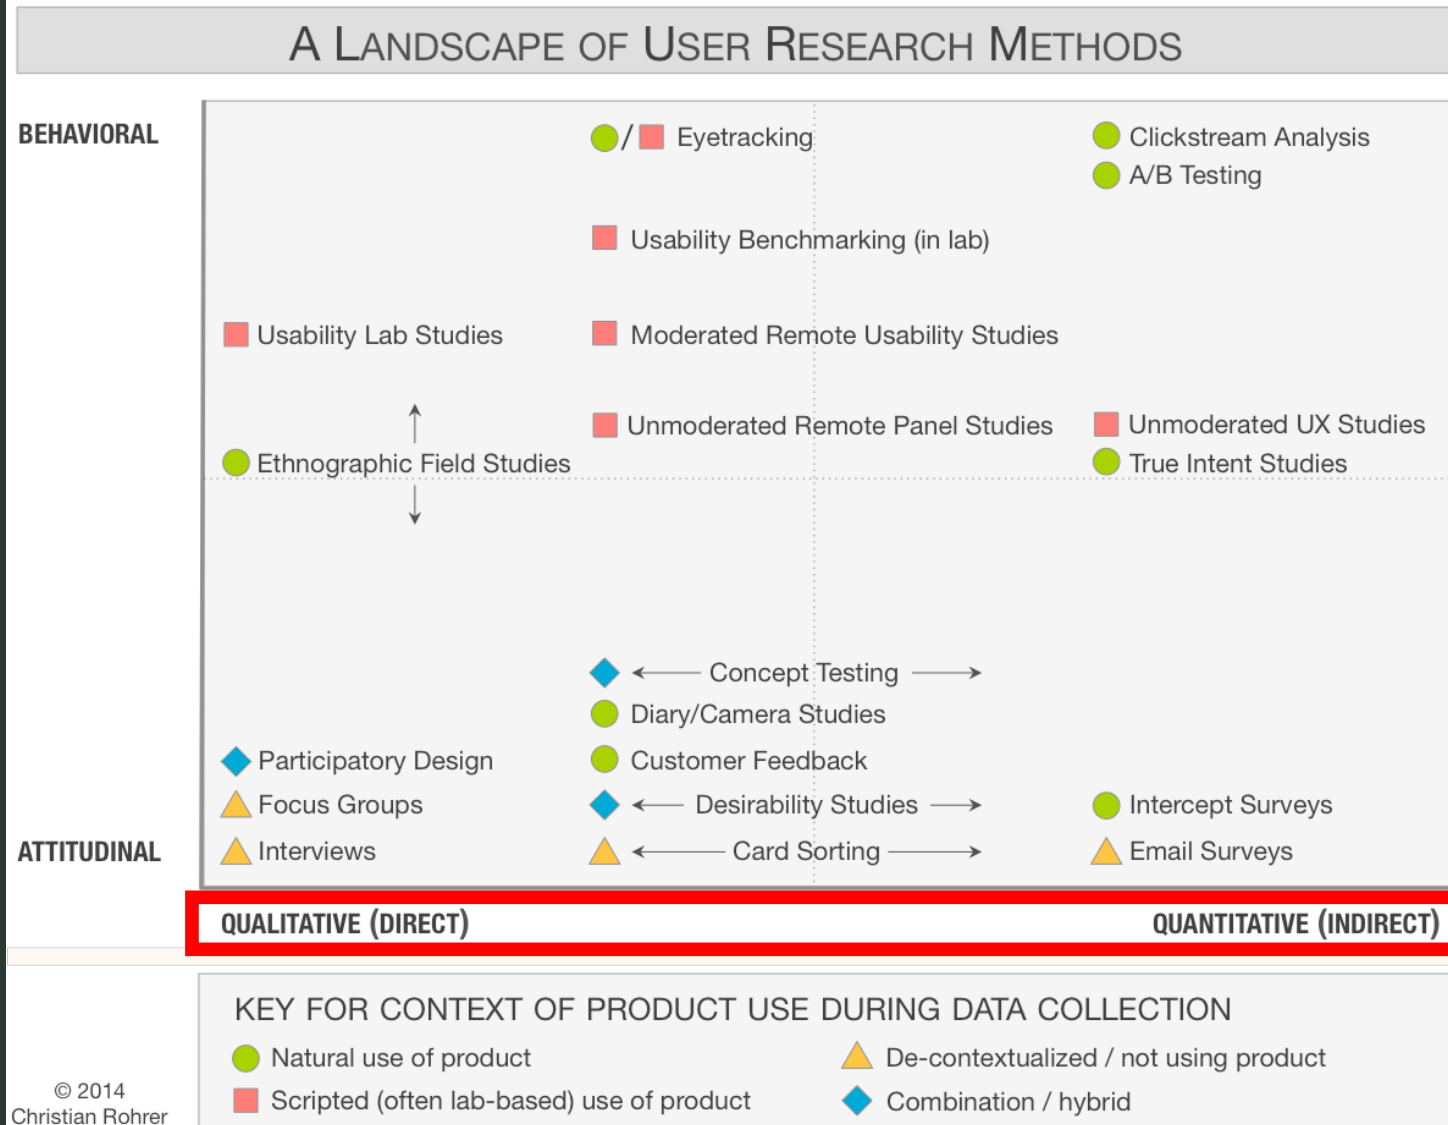 A LANDSCAPE OF USER RESEARCH METHODS
BEHAVIORAL
/ Eyetracking
Clickstream Analysis
A/B Testing
Usability Benchmarking (in lab)
Usability Lab Studies
Moderated Remote Usability Studies
Unmoderated Remote Panel Studies
Unmoderated UX Studies
Ethnographic Field Studies
True Intent Studies
Concept Testing
Diary/Camera Studies
Participatory Design
Customer Feedback
Focus Groups
Desirability Studies
Intercept Surveys
ATTITUDINAL
Interviews
Card Sorting
Email Surveys
QUALITATIVE (DIRECT)
QUANTITATIVE (INDIRECT)
KEY FOR CONTEXT OF PRODUCT USE DURING DATA COLLECTION
Natural use of product
De-contextualized / not using product
Scripted (often lab-based) use of product
Combination / hybrid
© 2014
Christian Rohrer